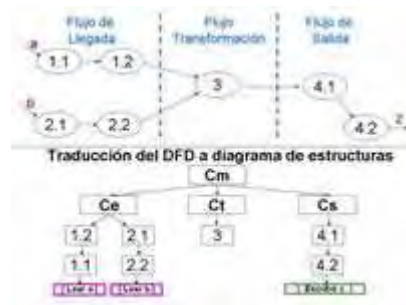 Flujo de Llegada
Flujo Transformación
Flujo de Salida
a
1.1
1.2
3
4.1
b
2.1
2.2
4.2
z
Traducción del DFD a diagrama de estructuras
Cm
Ce
Ct
Cs
1.2
2.1
3
4.1
1.1
2.2
4.2
Leer a
Leer b